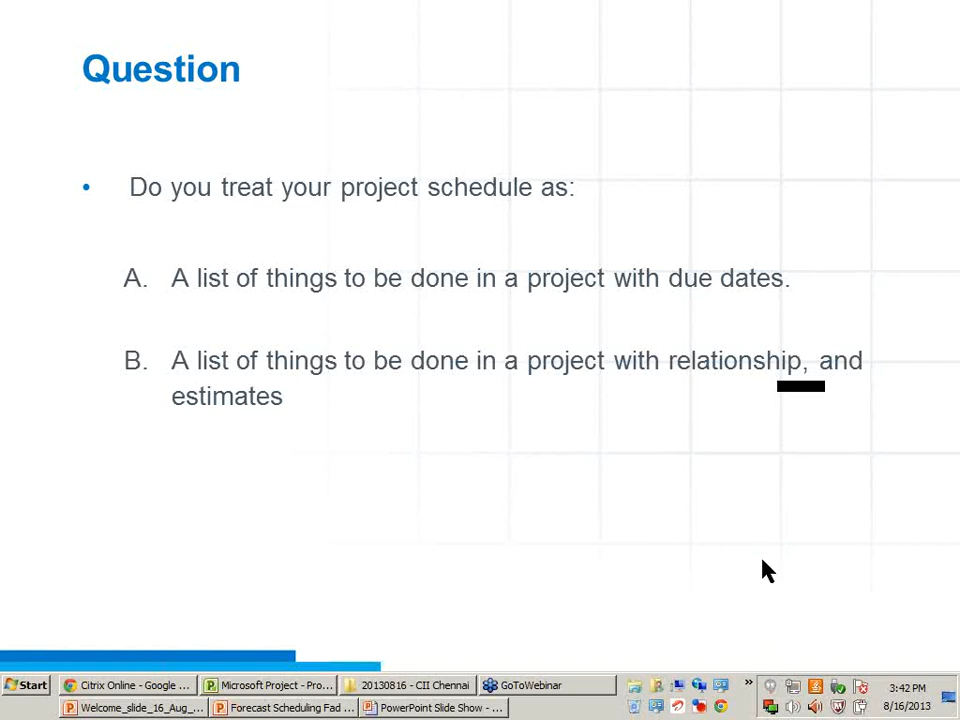 Question
• Do you treat your project schedule as:
A. A list of things to be done in a project with due dates.
B. A list of things to be done in a project with relationship, and
estimates
Start
Citrix Online - Google ...
Microsoft Project - Pro...
20130816 - CII Chennai
GoToWebinar
»
3:42 PM
Welcome_slide_16_Aug_...
Forecast Scheduling Fad ...
PowerPoint Slide Show - ...
8/16/2013